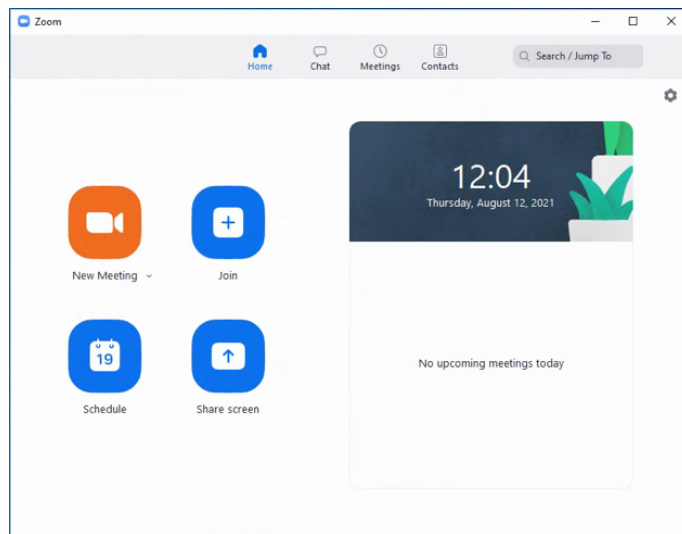 Zoom
Home Chat Meetings Contacts Search / Jump To
12:04
Thursday, August 12, 2021
New Meeting Join
19
Schedule Share screen
No upcoming meetings today